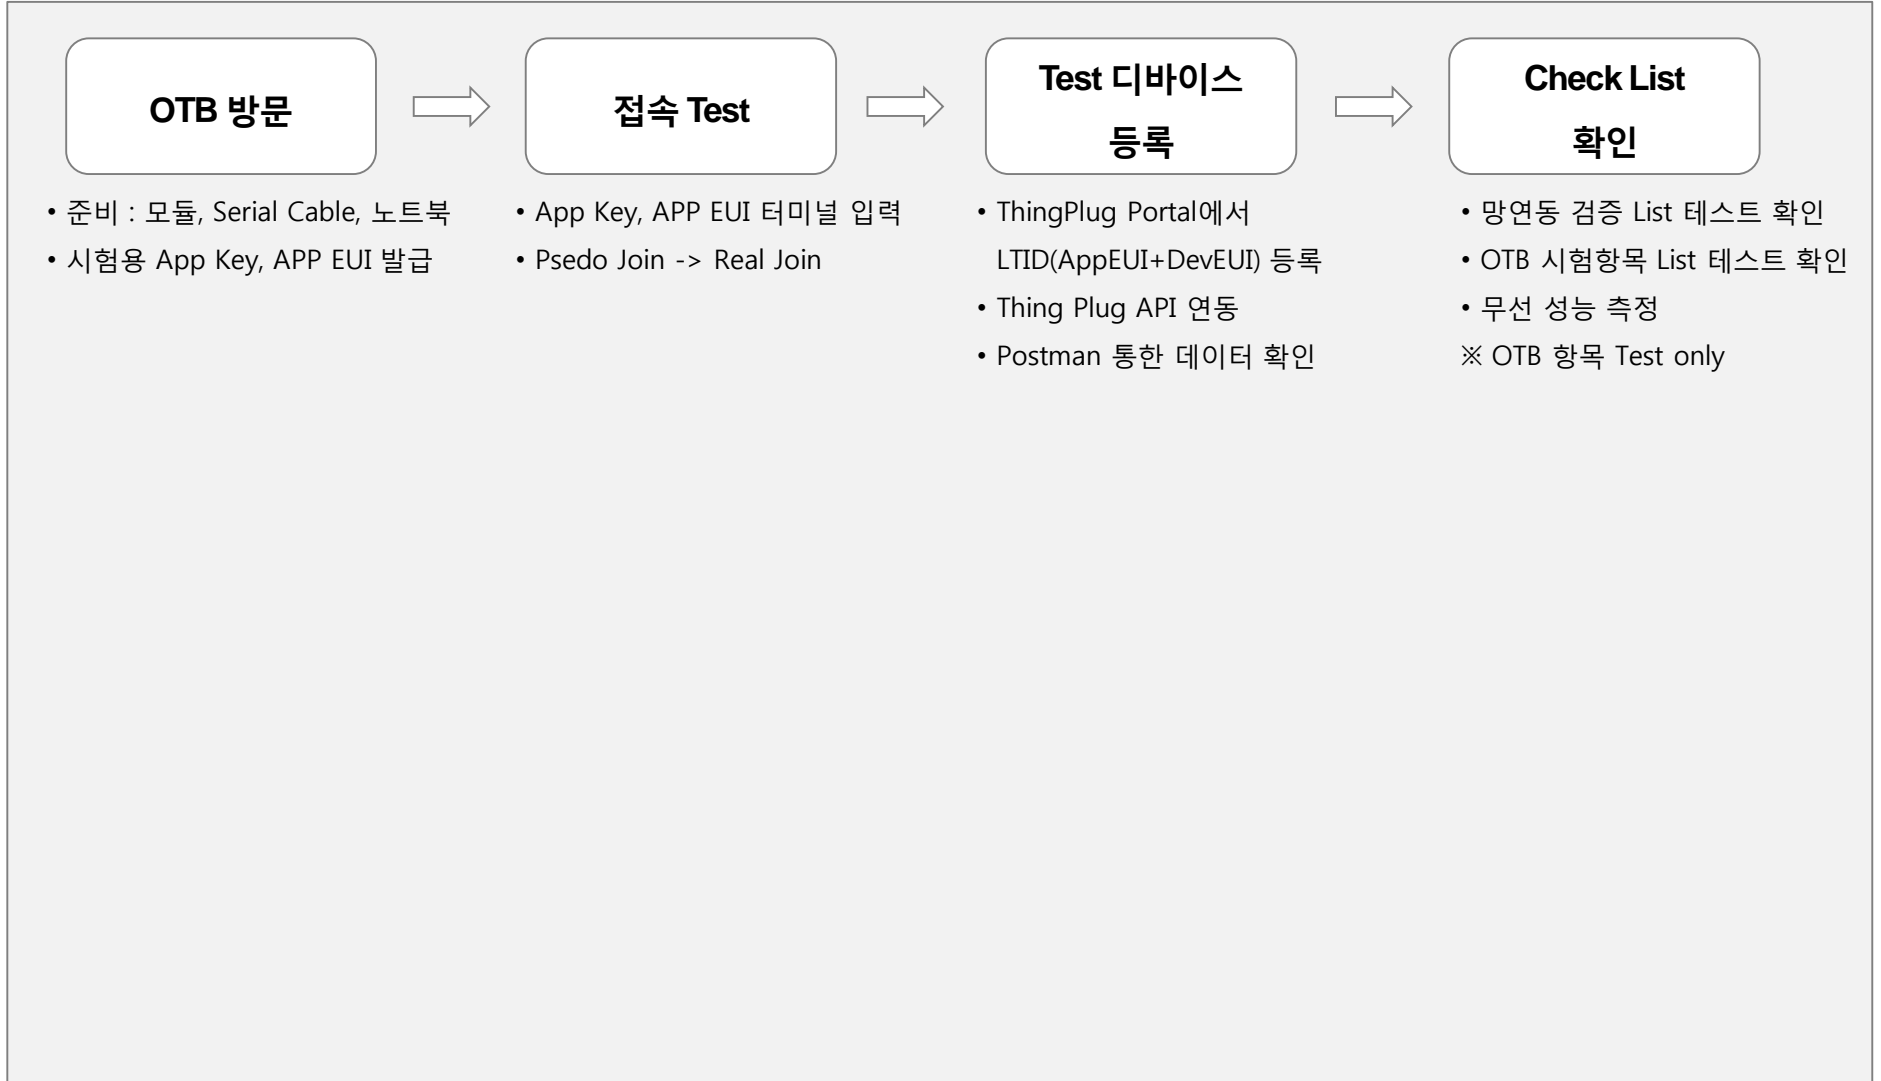 OTB 방문
• 준비 : 모듈, Serial Cable, 노트북
• 시험용 App Key, APP EUI 발급
접속 Test
• App Key, APP EUI 터미널 입력
• Psedo Join -> Real Join
Test 디바이스
등록
• ThingPlug Portal에서
LTID(AppEUI+DevEUI) 등록
• Thing Plug API 연동
• Postman 통한 데이터 확인
Check List
확인
• 망연동 검증 List 테스트 확인
• OTB 시험항목 List 테스트 확인
• 무선 성능 측정
※ OTB 항목 Test only